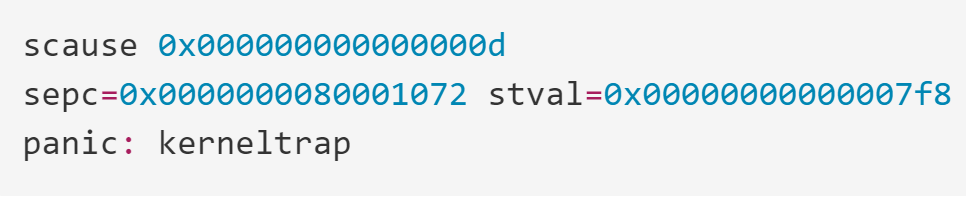 scause 0x000000000000000d
sepc=0x0000000080001072 stval=0x00000000000007f8
panic: kerneltrap